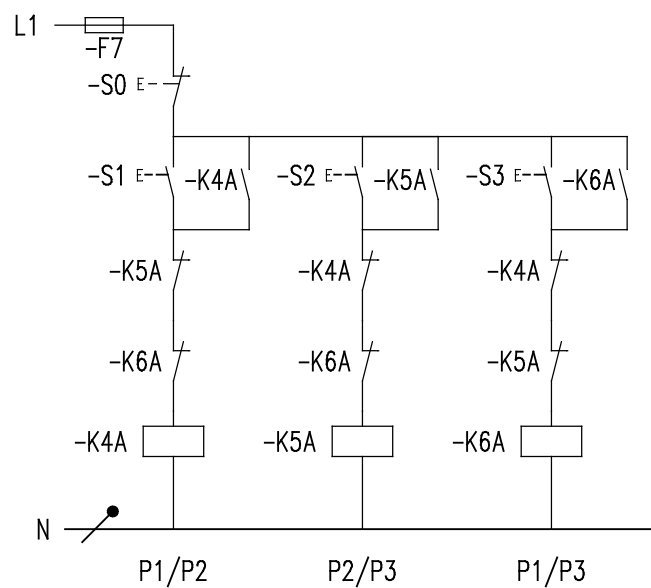 L1
-F7
-S0 E
-S1 E -K4A -S2 E -K5A -S3 E -K6A
-K5A -K4A -K4A
-K6A -K6A -K5A
-K4A -K5A -K6A
N
P1/P2 P2/P3 P1/P3